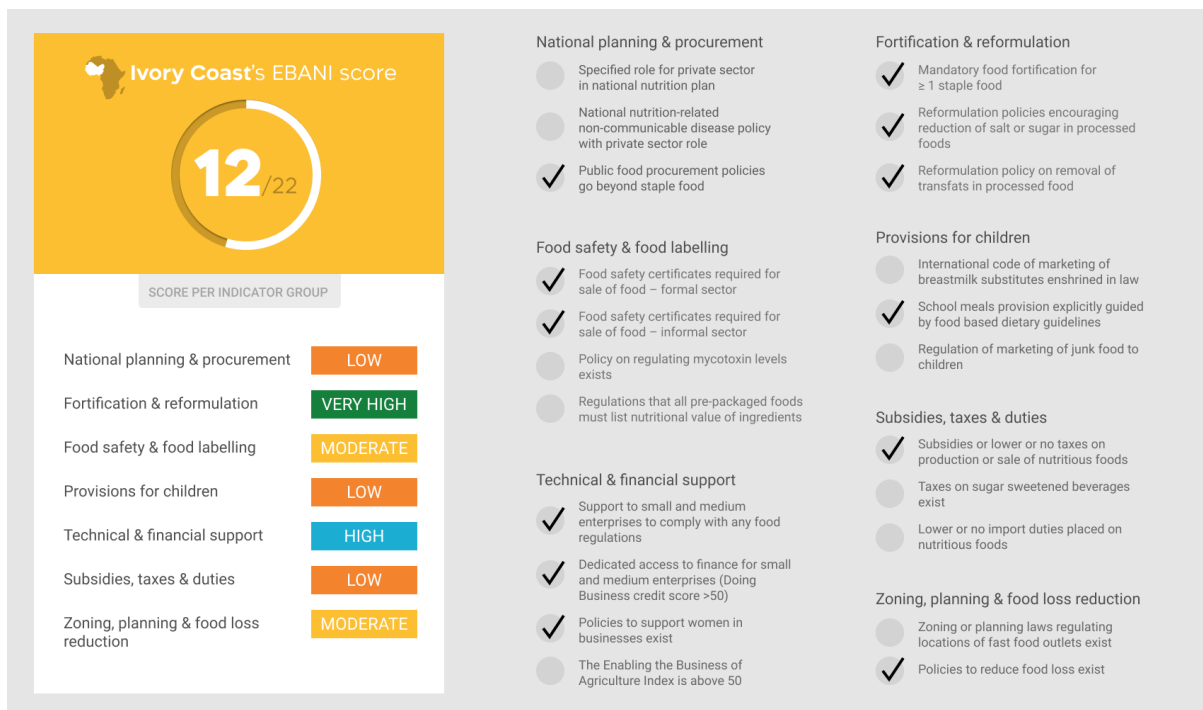 Ivory Coast's EBANI score
12/22
SCORE PER INDICATOR GROUP
National planning & procurement LOW
Fortification & reformulation VERY HIGH
Food safety & food labelling MODERATE
Provisions for children LOW
Technical & financial support HIGH
Subsidies, taxes & duties LOW
Zoning, planning & food loss
reduction
MODERATE
National planning & procurement
Specified role for private sector
in national nutrition plan
National nutrition-related
non-communicable disease policy
with private sector role
Public food procurement policies
go beyond staple food
Food safety & food labelling
Food safety certificates required for
sale of food – formal sector
Food safety certificates required for
sale of food – informal sector
Policy on regulating mycotoxin levels
exists
Regulations that all pre-packaged foods
must list nutritional value of ingredients
Technical & financial support
Support to small and medium
enterprises to comply with any food
regulations
Dedicated access to finance for small
and medium enterprises (Doing
Business credit score >50)
Policies to support women in
businesses exist
The Enabling the Business of
Agriculture Index is above 50
Fortification & reformulation
Mandatory food fortification for
≥ 1 staple food
Reformulation policies encouraging
reduction of salt or sugar in processed
foods
Reformulation policy on removal of
transfats in processed food
Provisions for children
International code of marketing of
breastmilk substitutes enshrined in law
School meals provision explicitly guided
by food based dietary guidelines
Regulation of marketing of junk food to
children
Subsidies, taxes & duties
Subsidies or lower or no taxes on
production or sale of nutritious foods
Taxes on sugar sweetened beverages
exist
Lower or no import duties placed on
nutritious foods
Zoning, planning & food loss reduction
Zoning or planning laws regulating
locations of fast food outlets exist
Policies to reduce food loss exist